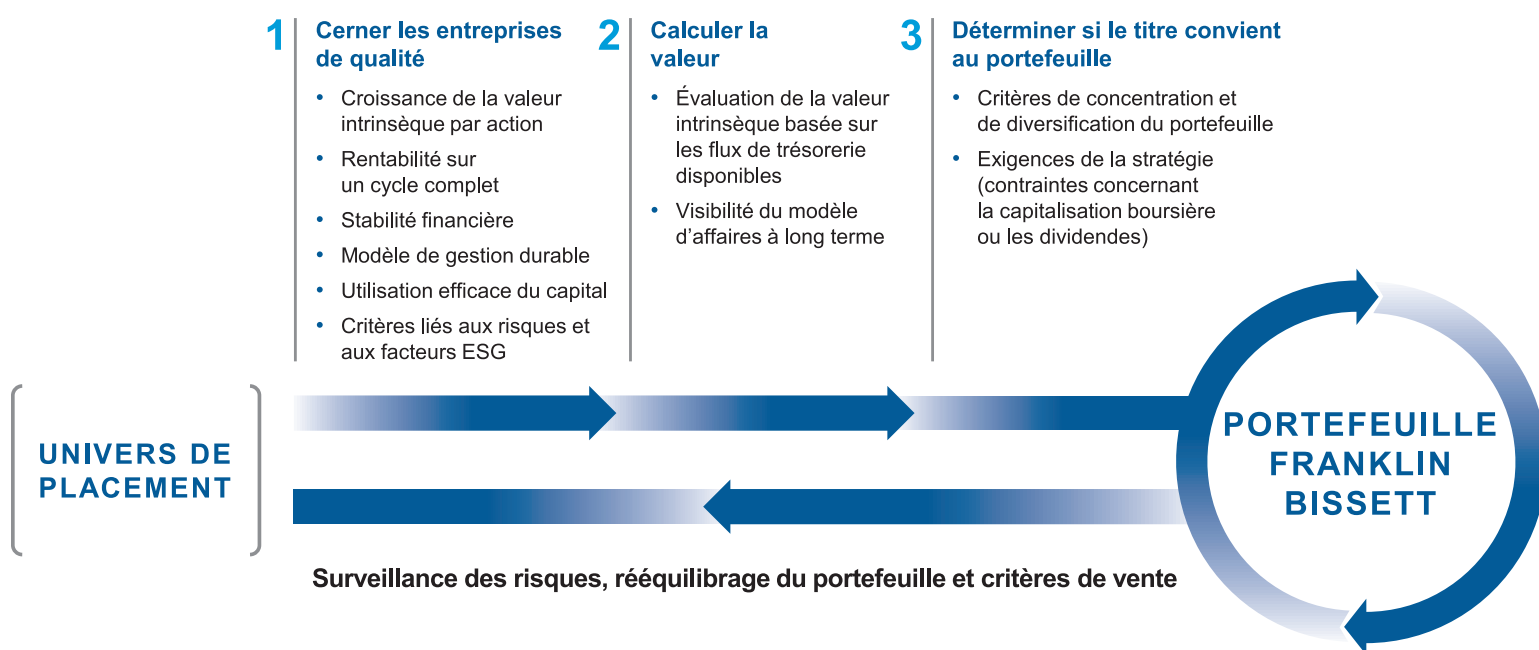 1
Cerner les entreprises
de qualité
• Croissance de la valeur
intrinsèque par action
• Rentabilité sur
un cycle complet
• Stabilité financière
• Modèle de gestion durable
• Utilisation efficace du capital
• Critères liés aux risques et
aux facteurs ESG
2
Calculer la
valeur
• Évaluation de la valeur
intrinsèque basée sur
les flux de trésorerie
disponibles
• Visibilité du modèle
d’affaires à long terme
3
Déterminer si le titre convient
au portefeuille
• Critères de concentration et
de diversification du portefeuille
• Exigences de la stratégie
(contraintes concernant
la capitalisation boursière
ou les dividendes)
UNIVERS DE
PLACEMENT
PORTEFEUILLE
FRANKLIN
BISSETT
Surveillance des risques, rééquilibrage du portefeuille et critères de vente